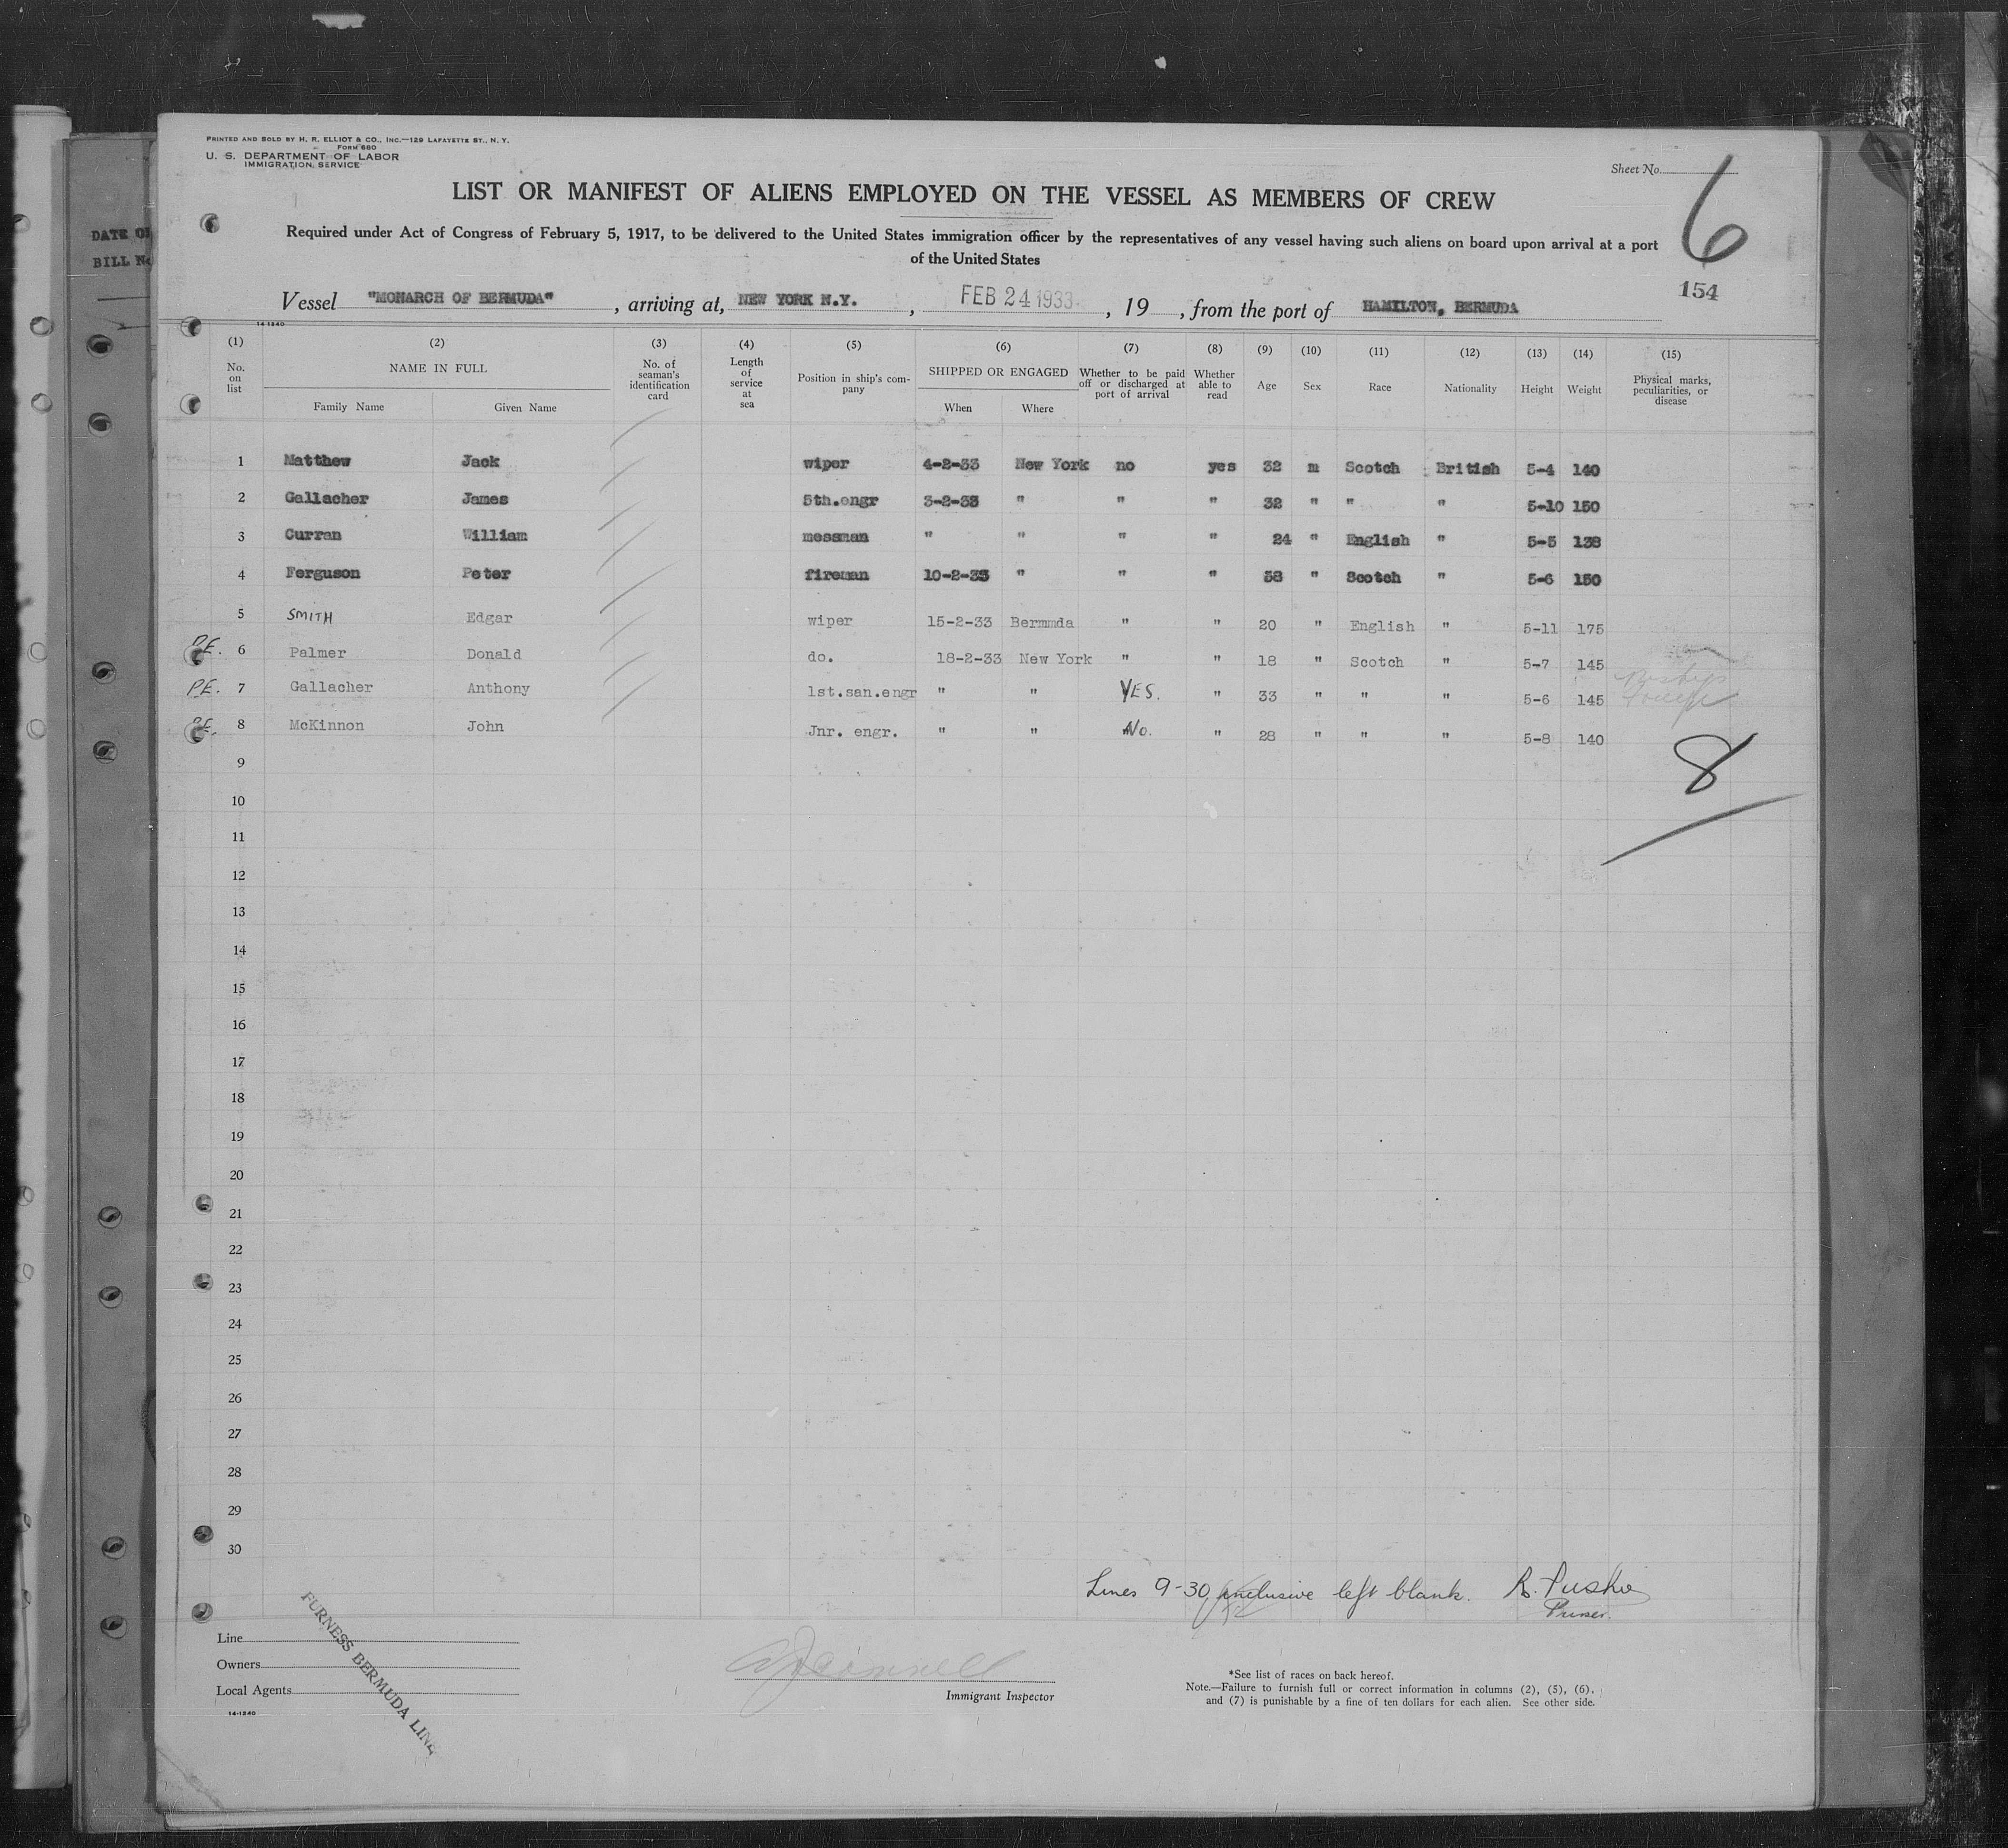 PRINTED AND SOLD BY H. R. ELLIOT & CO., INC.—129 LAFAYETTE ST., N. Y.
FORM 680
U. S. DEPARTMENT OF LABOR
IMMIGRATION SERVICE
Sheet No.
6
LIST OR MANIFEST OF ALIENS EMPLOYED ON THE VESSEL AS MEMBERS OF CREW
Required under Act of Congress of February 5, 1917, to be delivered to the United States immigration officer by the representatives of any vessel having such aliens on board upon arrival at a port
of the United States
154
Vessel "MONARCH OF BERMUDA", arriving at, NEW YORK N.Y., FEB 24 1933, 19, from the port of HAMILTON, BERMUDA
14-1240
(1) (2) (3) (4) (5) (6) (7) (8) (9) (10) (11) (12) (13) (14) (15)
No. on list NAME IN FULL Family Name Given Name No. of seaman's identification card Length of service at sea Position in ship's company SHIPPED OR ENGAGED When Where Whether to be paid off or discharged at port of arrival Whether able to read Age Sex Race Nationality Height Weight Physical marks, peculiarities, or disease
1 Matthew Jack wiper 4-2-33 New York no yes 32 m Scotch British 5-4 140
2 Gallacher James 5th.engr 3-2-33 " " " 32 " " " 5-10 150
3 Curran William messman " " " " 24 " English " 5-5 138
4 Ferguson Peter fireman 10-2-33 " " " 38 " Scotch " 5-6 150
5 SMITH Edgar wiper 15-2-33 Bermuda " " 20 " English " 5-11 175
P.E. 6 Palmer Donald do. 18-2-33 New York " " 18 " Scotch " 5-7 145
P.E. 7 Gallacher Anthony 1st.san.engr " " YES. " 33 " " " 5-6 145
P.E. 8 McKinnon John Jnr. engr. " " No. " 28 " " " 5-8 140
8
9
10
11
12
13
14
15
16
17
18
19
20
21
22
23
24
25
26
27
28
29
30
Lines 9-30 inclusive left blank.
Purser.
FURNESS BERMUDA LINE
Line
Owners
Local Agents
14-1240
Immigrant Inspector
*See list of races on back hereof.
Note.—Failure to furnish full or correct information in columns (2), (5), (6),
and (7) is punishable by a fine of ten dollars for each alien. See other side.
DATE OF
BILL No